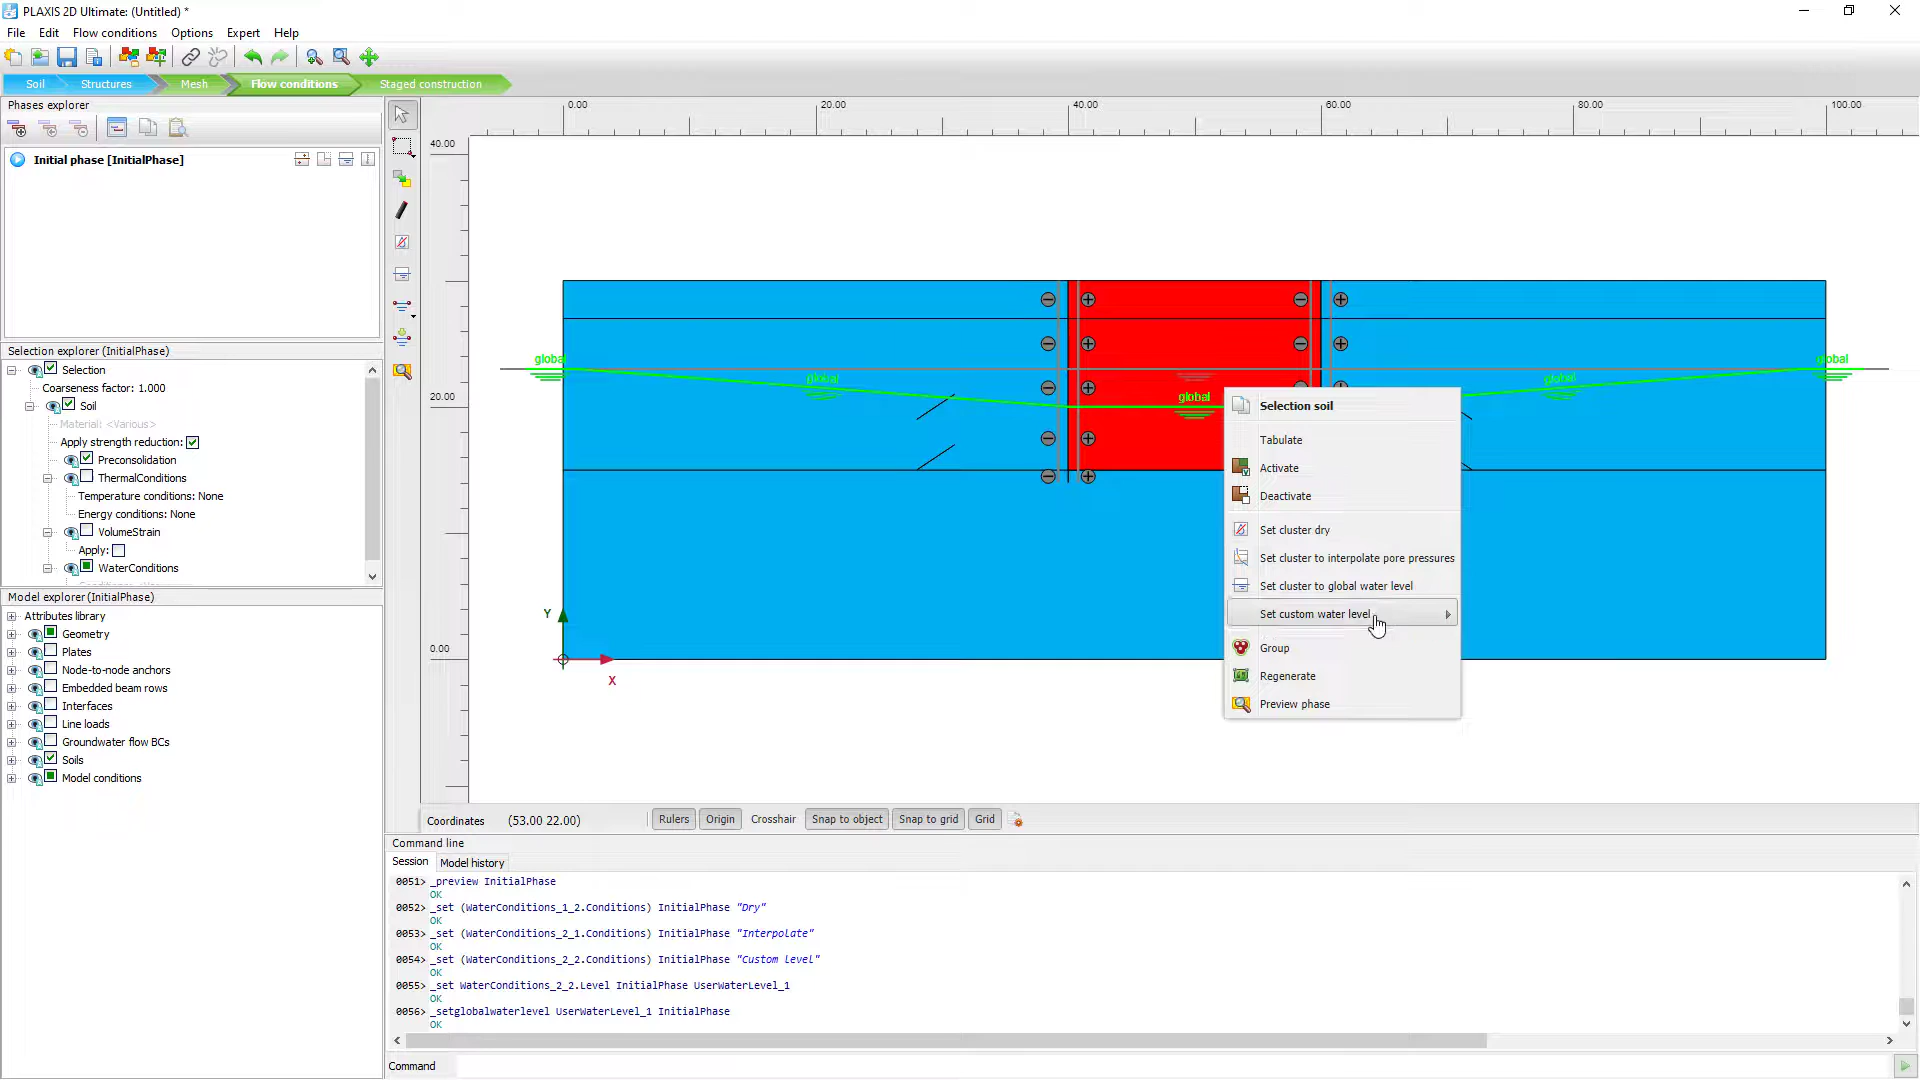 PLAXIS 2D Ultimate: (Untitled) *
File Edit Flow conditions Options Expert Help
Soil Structures Mesh Flow conditions Staged construction
Phases explorer
Initial phase [InitialPhase]
Selection explorer (InitialPhase)
Selection
Coarseness factor: 1.000
Soil
Material: <Various>
Apply strength reduction:
Preconsolidation
ThermalConditions
Temperature conditions: None
Energy conditions: None
VolumeStrain
Apply:
WaterConditions
Model explorer (InitialPhase)
Attributes library
Geometry
Plates
Node-to-node anchors
Embedded beam rows
Interfaces
Line loads
Groundwater flow BCs
Soils
Model conditions
0.00 20.00 40.00 60.00 80.00 100.00
40.00
20.00
0.00
global global global global global
Y
X
Selection soil
Tabulate
Activate
Deactivate
Set cluster dry
Set cluster to interpolate pore pressures
Set cluster to global water level
Set custom water level
Group
Regenerate
Preview phase
Coordinates (53.00 22.00) Rulers Origin Crosshair Snap to object Snap to grid Grid
Command line
Session Model history
0051> _preview InitialPhase
OK
0052> _set (WaterConditions_1_2.Conditions) InitialPhase "Dry"
OK
0053> _set (WaterConditions_2_1.Conditions) InitialPhase "Interpolate"
OK
0054> _set (WaterConditions_2_2.Conditions) InitialPhase "Custom level"
OK
0055> _set WaterConditions_2_2.Level InitialPhase UserWaterLevel_1
OK
0056> _setglobalwaterlevel UserWaterLevel_1 InitialPhase
OK
Command